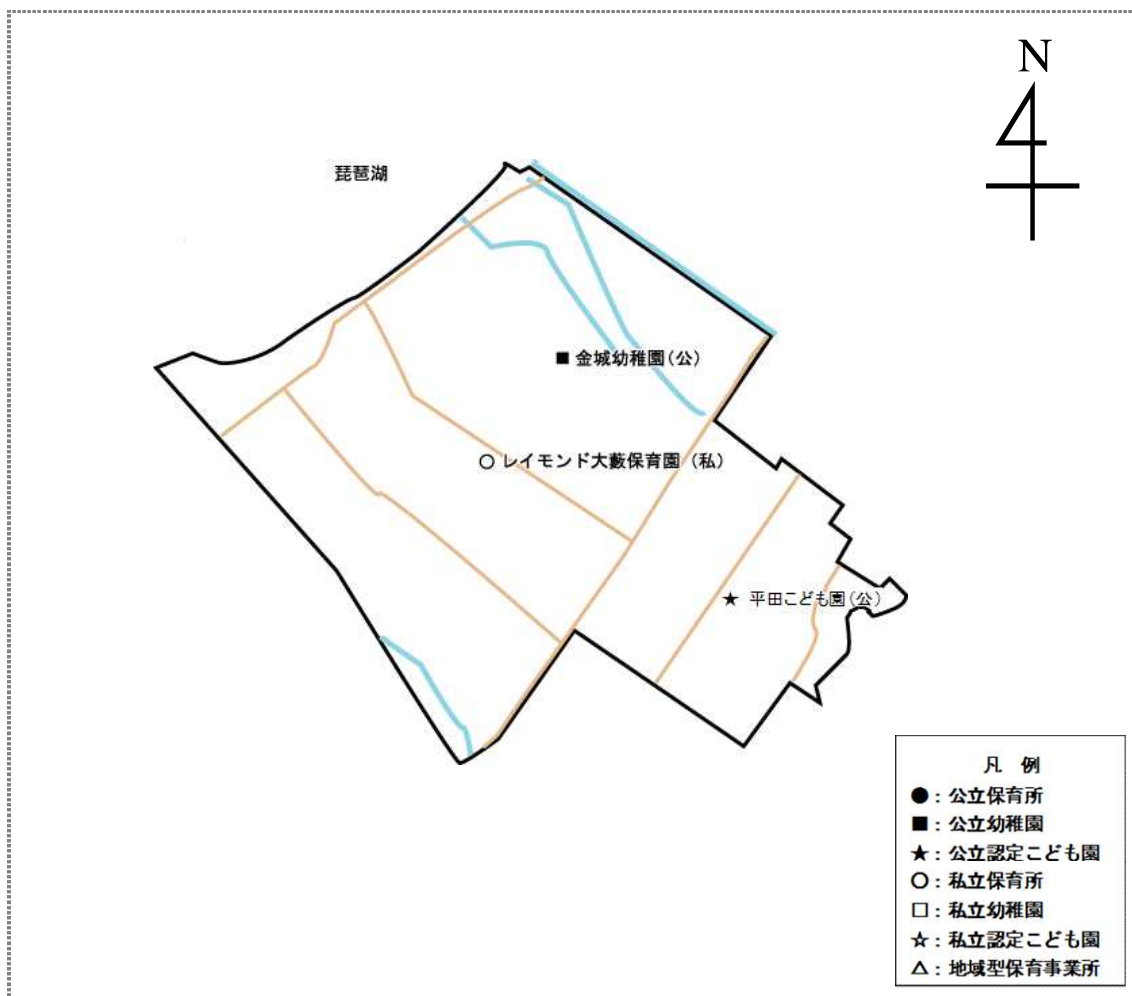 N
琵琶湖
■ 金城幼稚園(公)
○ レイモンド大藪保育園（私）
★ 平田こども園(公)
凡　例
●：公立保育所
■：公立幼稚園
★：公立認定こども園
○：私立保育所
□：私立幼稚園
☆：私立認定こども園
△：地域型保育事業所